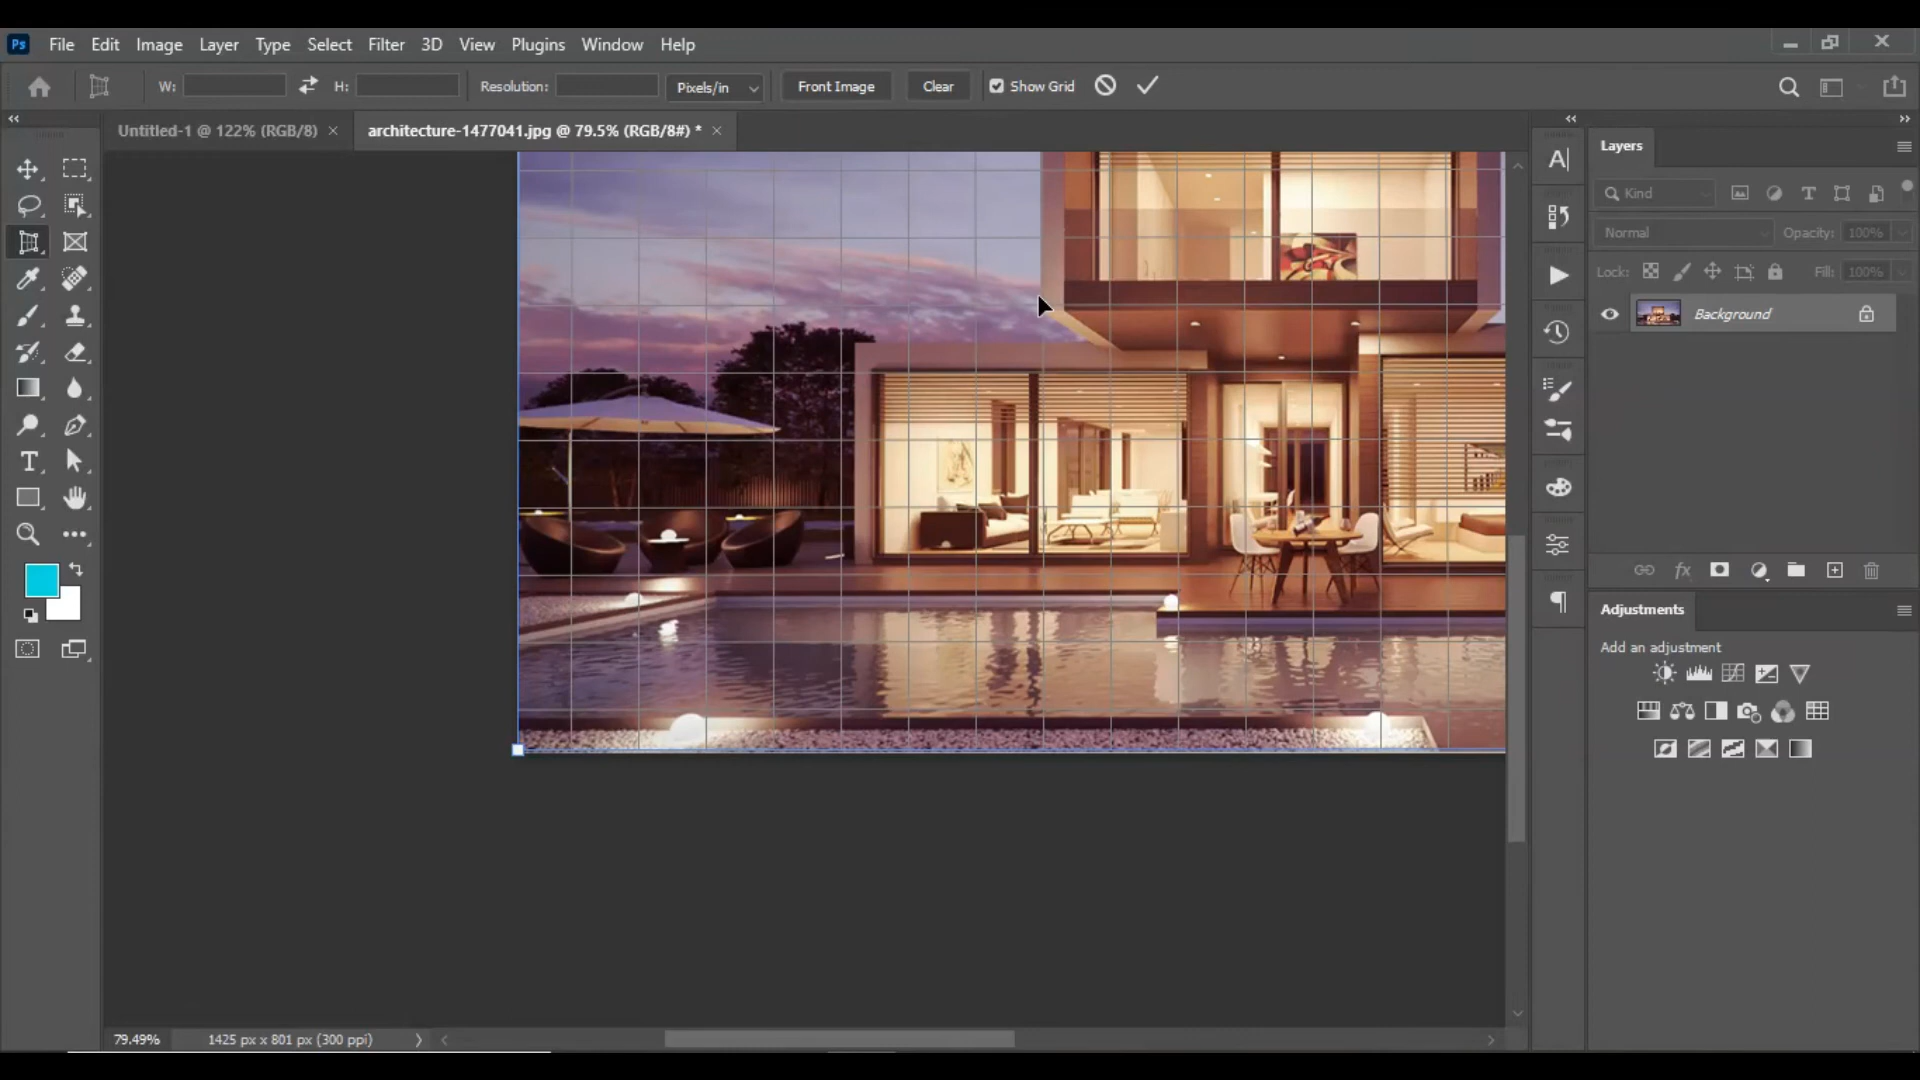 Ps File Edit Image Layer Type Select Filter 3D View Plugins Window Help
W: H: Resolution: Pixels/in Front Image Clear Show Grid
Untitled-1 @ 122% (RGB/8) × architecture-1477041.jpg @ 79.5% (RGB/8#) * ×
Layers
Kind
Normal Opacity: 100%
Lock: Fill: 100%
Background
Adjustments
Add an adjustment
79.49% 1425 px x 801 px (300 ppi)